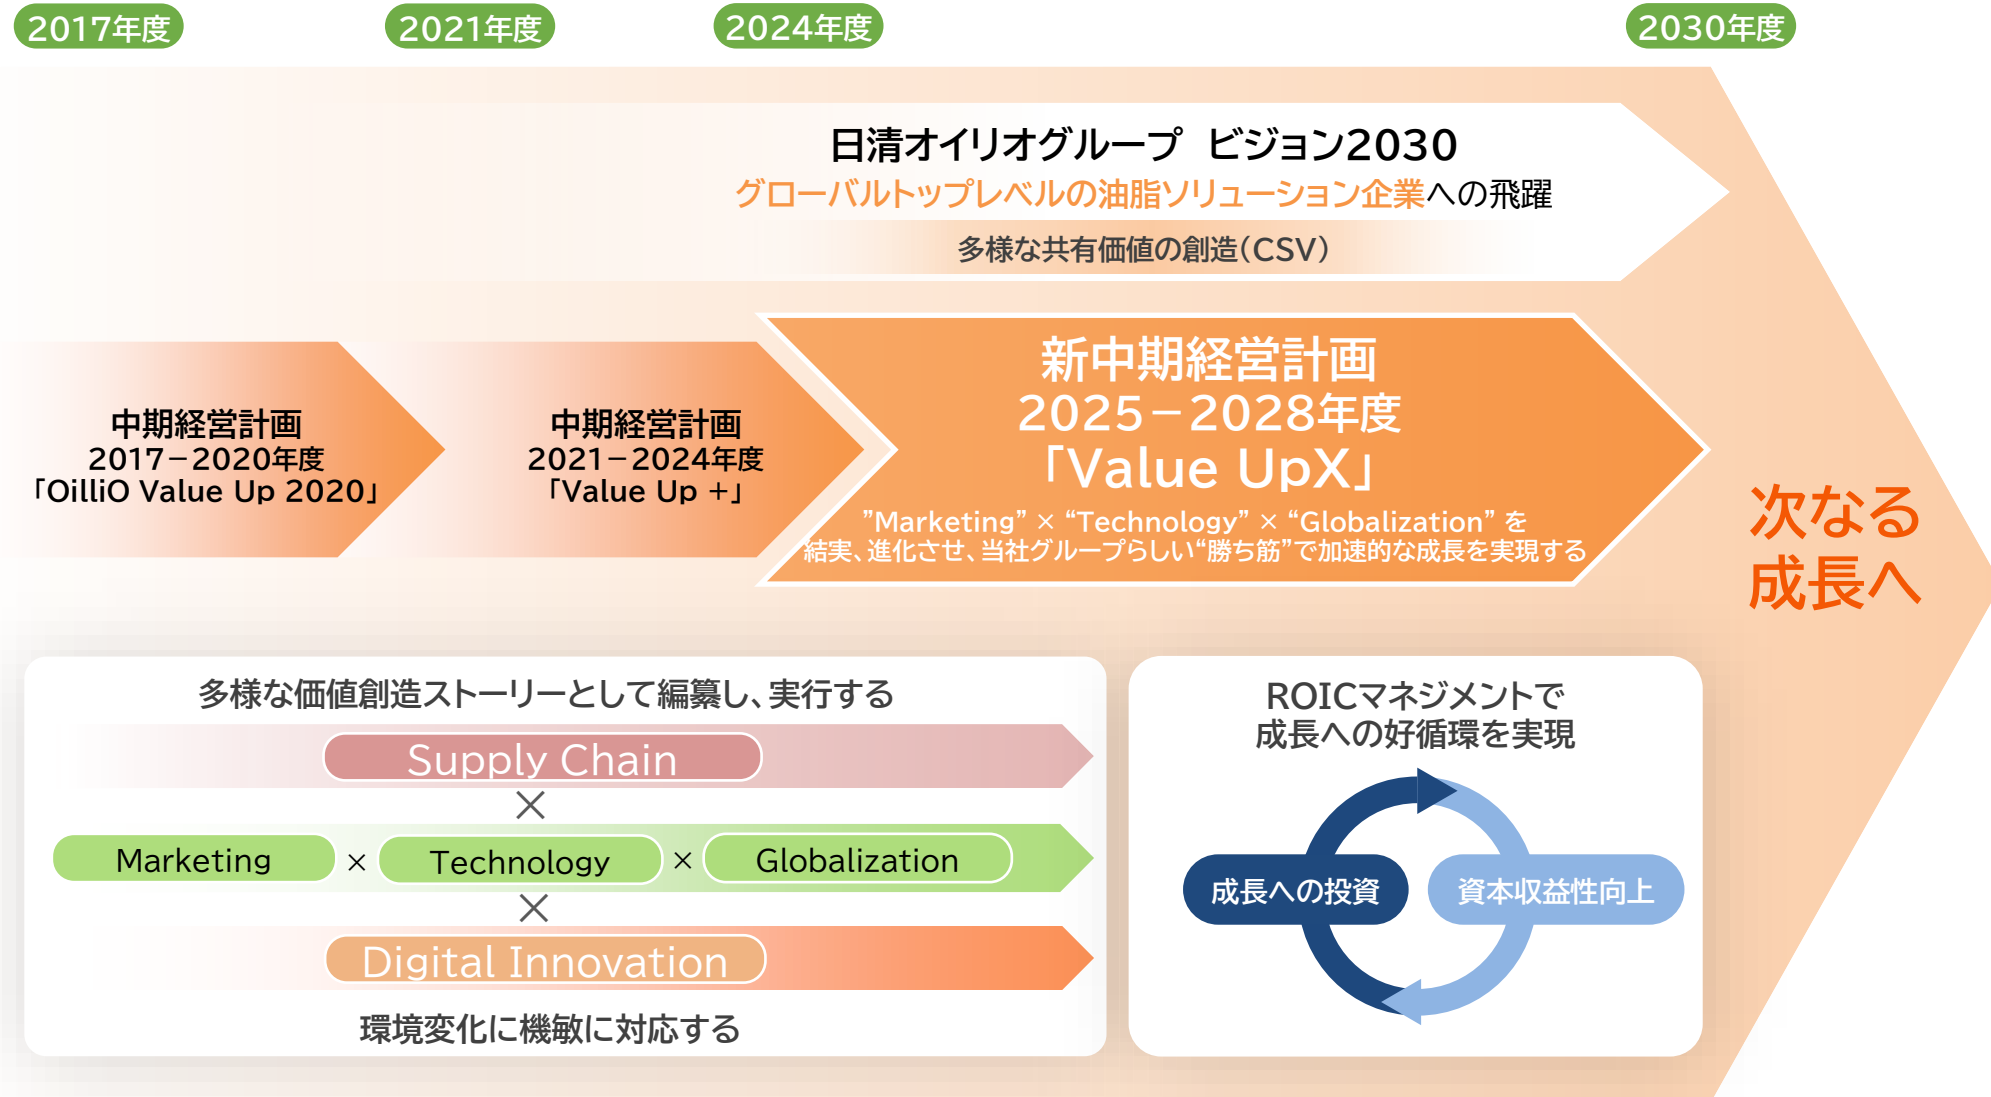 2017年度
2021年度
2024年度
2030年度
日清オイリオグループ ビジョン2030
グローバルトップレベルの油脂ソリューション企業への飛躍
多様な共有価値の創造(CSV)
中期経営計画
2017－2020年度
「OilliO Value Up 2020」
中期経営計画
2021－2024年度
「Value Up +」
新中期経営計画
2025－2028年度
「Value UpX」
”Marketing” × “Technology” × “Globalization” を
結実、進化させ、当社グループらしい“勝ち筋”で加速的な成長を実現する
次なる
成長へ
多様な価値創造ストーリーとして編纂し、実行する
Supply Chain
×
Marketing × Technology × Globalization
×
Digital Innovation
環境変化に機敏に対応する
ROICマネジメントで
成長への好循環を実現
成長への投資
資本収益性向上